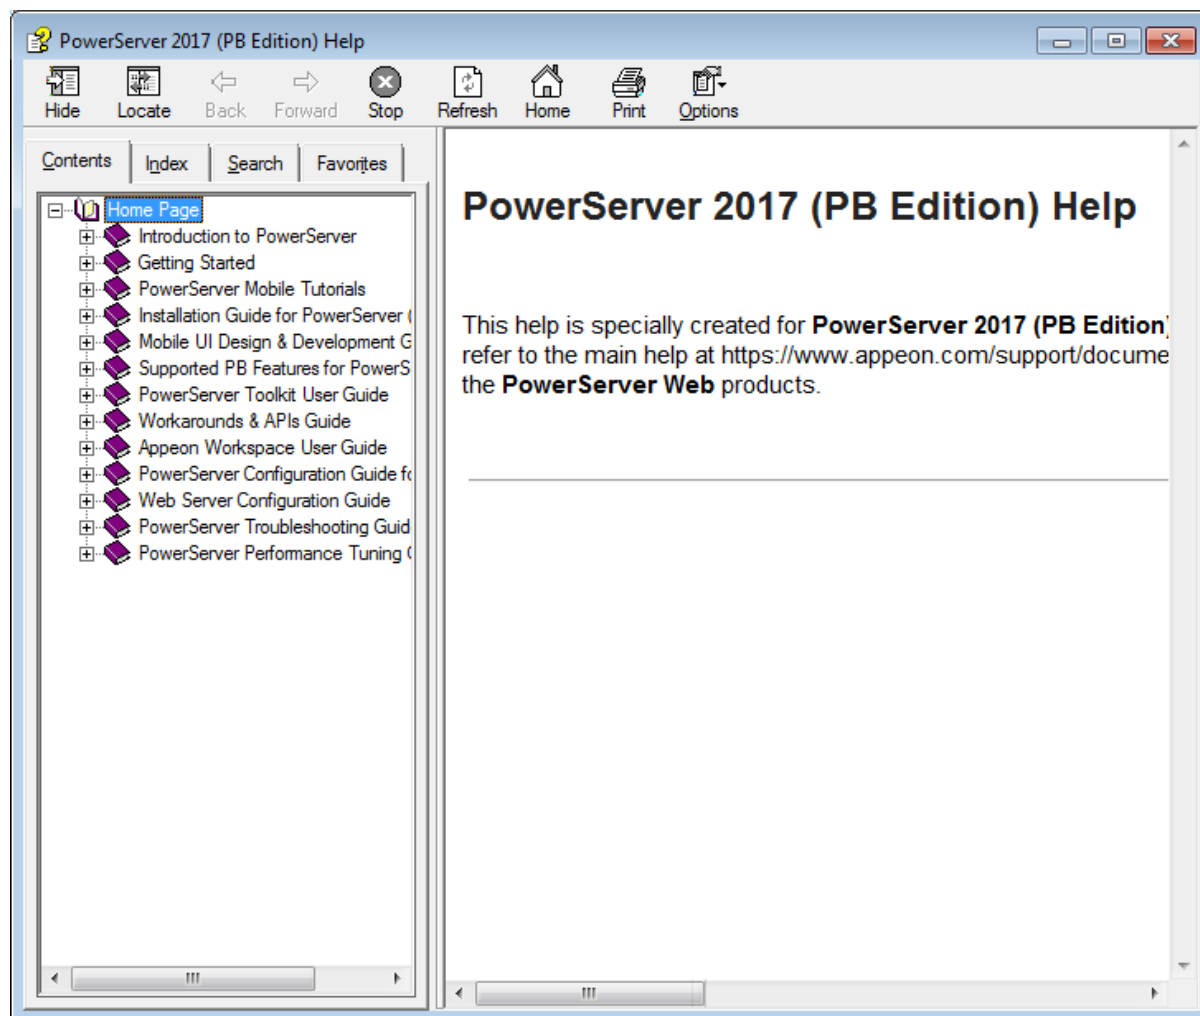 PowerServer 2017 (PB Edition) Help
Hide Locate Back Forward Stop Refresh Home Print Options
Contents Index Search Favorites
Home Page
Introduction to PowerServer
Getting Started
PowerServer Mobile Tutorials
Installation Guide for PowerServer (
Mobile UI Design & Development G
Supported PB Features for PowerS
PowerServer Toolkit User Guide
Workarounds & APIs Guide
Appeon Workspace User Guide
PowerServer Configuration Guide fo
Web Server Configuration Guide
PowerServer Troubleshooting Guid
PowerServer Performance Tuning
PowerServer 2017 (PB Edition) Help
This help is specially created for PowerServer 2017 (PB Edition)
refer to the main help at https://www.appeon.com/support/docume
the PowerServer Web products.